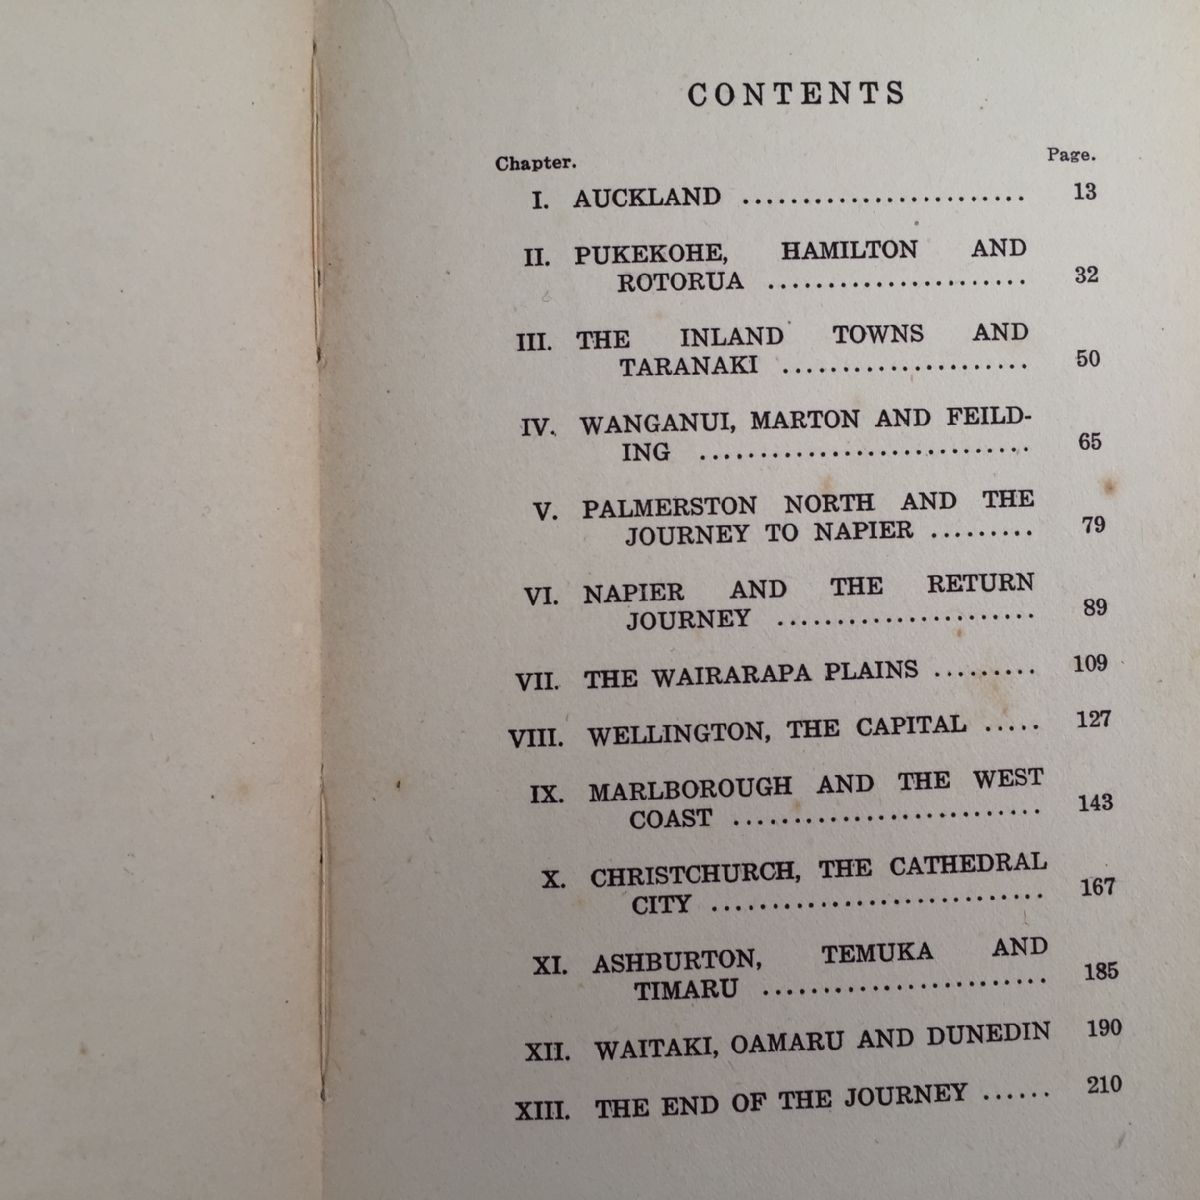 CONTENTS
Chapter. Page.
I. AUCKLAND ........................ 13
II. PUKEKOHE, HAMILTON AND
ROTORUA ...................... 32
III. THE INLAND TOWNS AND
TARANAKI ..................... 50
IV. WANGANUI, MARTON AND FEILD-
ING ............................ 65
V. PALMERSTON NORTH AND THE
JOURNEY TO NAPIER ......... 79
VI. NAPIER AND THE RETURN
JOURNEY ...................... 89
VII. THE WAIRARAPA PLAINS ......... 109
VIII. WELLINGTON, THE CAPITAL ..... 127
IX. MARLBOROUGH AND THE WEST
COAST .......................... 143
X. CHRISTCHURCH, THE CATHEDRAL
CITY ............................ 167
XI. ASHBURTON, TEMUKA AND
TIMARU ........................ 185
XII. WAITAKI, OAMARU AND DUNEDIN 190
XIII. THE END OF THE JOURNEY ...... 210